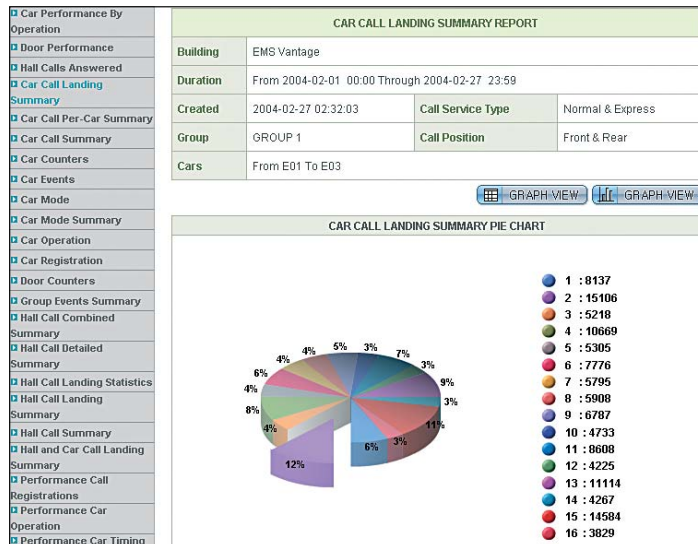 Car Performance By
Operation
Door Performance
Hall Calls Answered
Car Call Landing
Summary
Car Call Per-Car Summary
Car Call Summary
Car Counters
Car Events
Car Mode
Car Mode Summary
Car Operation
Car Registration
Door Counters
Group Events Summary
Hall Call Combined
Summary
Hall Call Detailed
Summary
Hall Call Landing Statistics
Hall Call Landing
Summary
Hall Call Summary
Hall and Car Call Landing
Summary
Performance Call
Registrations
Performance Car
Operation
Performance Car Timing
CAR CALL LANDING SUMMARY REPORT
Building EMS Vantage
Duration From 2004-02-01 00:00 Through 2004-02-27 23:59
Created 2004-02-27 02:32:03 Call Service Type Normal & Express
Group GROUP 1 Call Position Front & Rear
Cars From E01 To E03
GRAPH VIEW GRAPH VIEW
CAR CALL LANDING SUMMARY PIE CHART
5%
3%
7%
3%
9%
3%
11%
3%
6%
12%
4%
8%
4%
6%
4%
4%
1 : 8137
2 : 15106
3 : 5218
4 : 10669
5 : 5305
6 : 7776
7 : 5795
8 : 5908
9 : 6787
10 : 4733
11 : 8608
12 : 4225
13 : 11114
14 : 4267
15 : 14584
16 : 3829